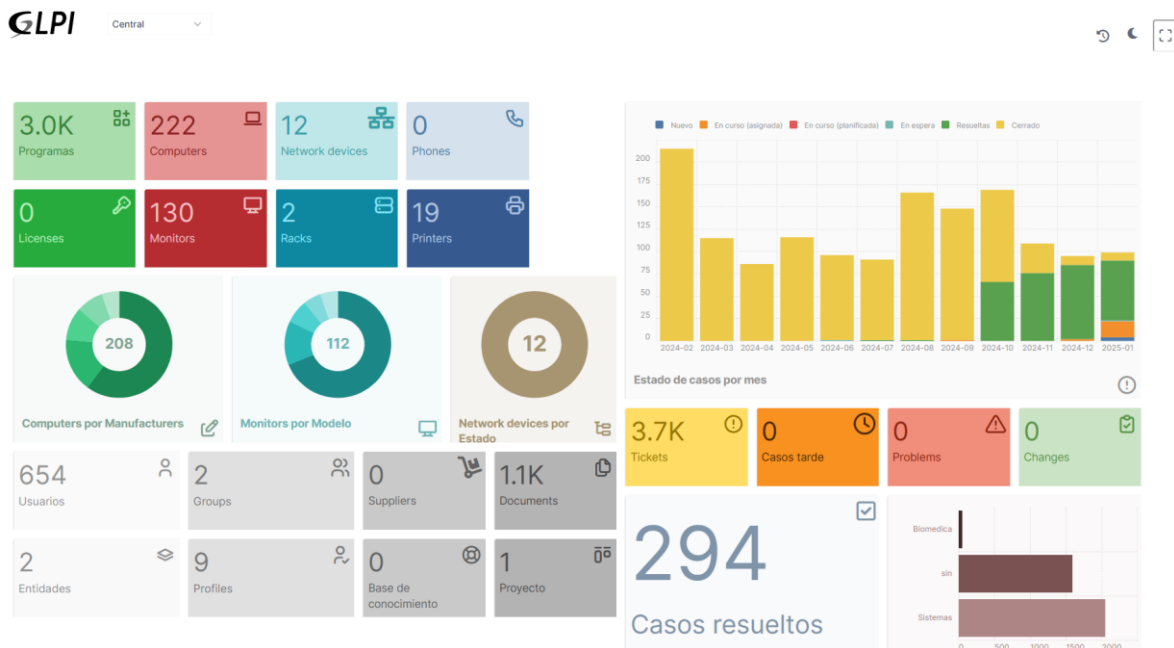 GLPI
Central
3.0K
Programas
222
Computers
12
Network devices
0
Phones
0
Licenses
130
Monitors
2
Racks
19
Printers
208
Computers por Manufacturers
112
Monitors por Modelo
12
Network devices por
Estado
654
Usuarios
2
Groups
0
Suppliers
1.1K
Documents
2
Entidades
9
Profiles
0
Base de
conocimiento
1
Proyecto
Nuevo En curso (asignada) En curso (planificada) En espera Resueltas Cerrado
200
175
150
125
100
75
50
25
0
2024-02 2024-03 2024-04 2024-05 2024-06 2024-07 2024-08 2024-09 2024-10 2024-11 2024-12 2025-01
Estado de casos por mes
3.7K
Tickets
0
Casos tarde
0
Problems
0
Changes
294
Casos resueltos
Biomedica
sin
Sistemas
0 500 1000 1500 2000